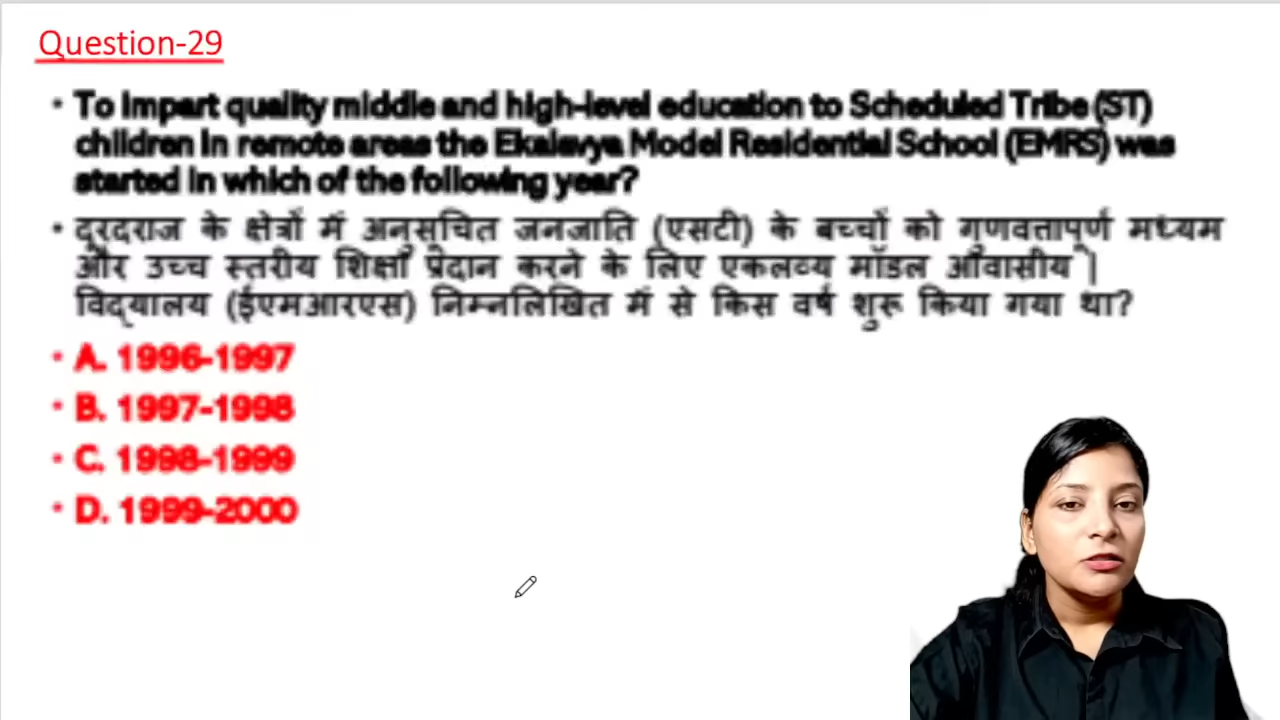 Question-29
• To impart quality middle and high-level education to Scheduled Tribe (ST)
children in remote areas the Ekalavya Model Residential School (EMRS) was
started in which of the following year?
• दूरदराज के क्षेत्रों में अनुसूचित जनजाति (एसटी) के बच्चों को गुणवत्तापूर्ण मध्यम
और उच्च स्तरीय शिक्षा प्रदान करने के लिए एकलव्य मॉडल आवासीय |
विद्यालय (ईएमआरएस) निम्नलिखित में से किस वर्ष शुरू किया गया था?
• A. 1996-1997
• B. 1997-1998
• C. 1998-1999
• D. 1999-2000